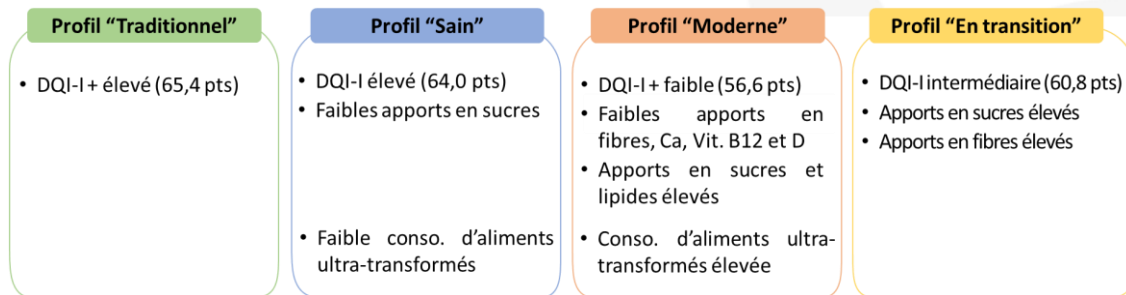 Profil “Traditionnel”
• DQI-I + élevé (65,4 pts)
Profil “Sain”
• DQI-I élevé (64,0 pts)
• Faibles apports en sucres
• Faible conso. d’aliments
ultra-transformés
Profil “Moderne”
• DQI-I + faible (56,6 pts)
• Faibles apports en
fibres, Ca, Vit. B12 et D
• Apports en sucres et
lipides élevés
• Conso. d’aliments ultra-
transformés élevée
Profil “En transition”
• DQI-I intermédiaire (60,8 pts)
• Apports en sucres élevés
• Apports en fibres élevés